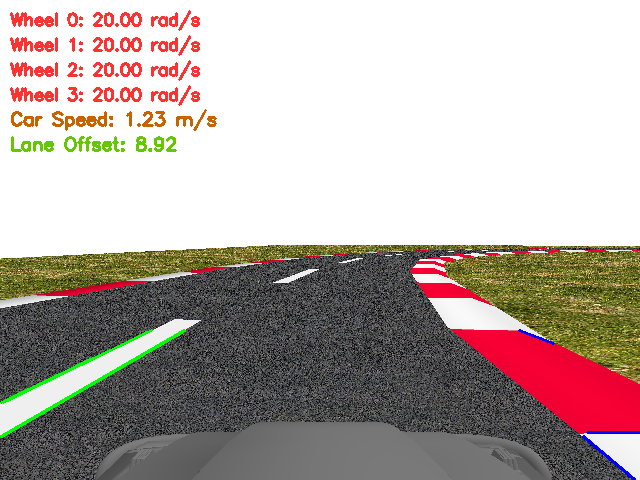 Wheel 0: 20.00 rad/s
Wheel 1: 20.00 rad/s
Wheel 2: 20.00 rad/s
Wheel 3: 20.00 rad/s
Car Speed: 1.23 m/s
Lane Offset: 8.92